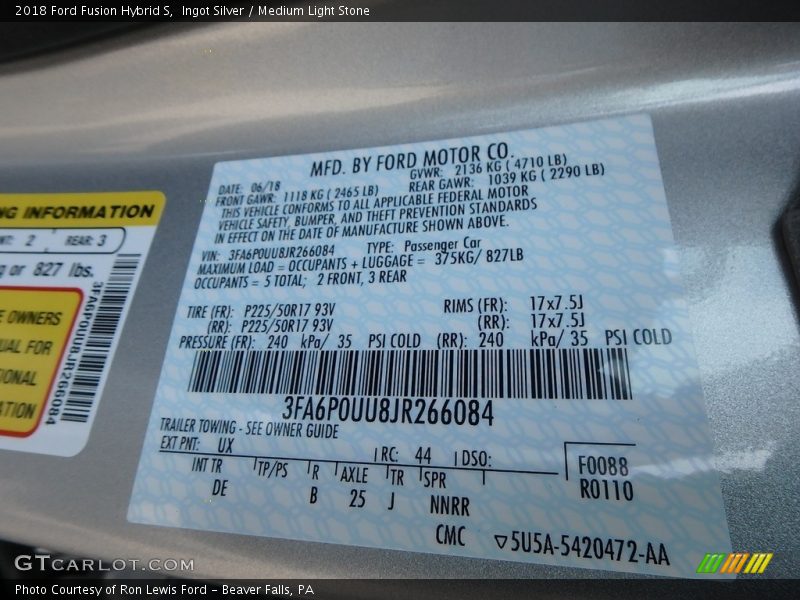 2018 Ford Fusion Hybrid S, Ingot Silver / Medium Light Stone
MFD. BY FORD MOTOR CO.
DATE: 06/18 GVWR: 2136 KG ( 4710 LB)
FRONT GAWR: 1118 KG ( 2465 LB) REAR GAWR: 1039 KG ( 2290 LB)
THIS VEHICLE CONFORMS TO ALL APPLICABLE FEDERAL MOTOR
VEHICLE SAFETY, BUMPER, AND THEFT PREVENTION STANDARDS
IN EFFECT ON THE DATE OF MANUFACTURE SHOWN ABOVE.
VIN: 3FA6P0UU8JR266084 TYPE: Passenger Car
MAXIMUM LOAD = OCCUPANTS + LUGGAGE = 375KG/ 827LB
OCCUPANTS = 5 TOTAL; 2 FRONT, 3 REAR
TIRE (FR): P225/50R17 93V RIMS (FR): 17x7.5J
(RR): P225/50R17 93V (RR): 17x7.5J
PRESSURE (FR): 240 kPa/ 35 PSI COLD (RR): 240 kPa/ 35 PSI COLD
3FA6P0UU8JR266084
TRAILER TOWING - SEE OWNER GUIDE
EXT PNT: UX RC: 44 DSO:
INT TR TP/PS R AXLE TR SPR
DE B 25 J NNRR
F0088
R0110
CMC 5U5A-5420472-AA
NG INFORMATION
2 REAR: 3
or 827 lbs.
OWNERS
UAL FOR
IONAL
ATION
3FA6P0UU8JR266084
GTCARLOT.COM
Photo Courtesy of Ron Lewis Ford - Beaver Falls, PA